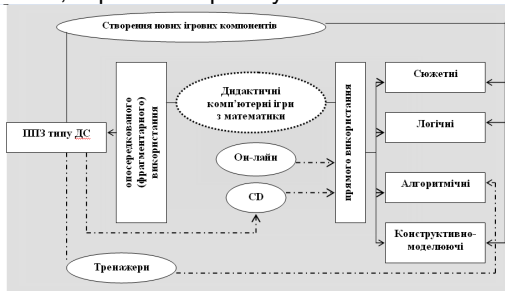 Створення нових ігрових компонентів
ППЗ типу ДС
опосередкованого
(фрагментарного)
використання
Дидактичні
комп'ютерні ігри
з математики
Он-лайн
CD
прямого використання
Сюжетні
Логічні
Алгоритмічні
Конструктивно-
моделюючі
Тренажери